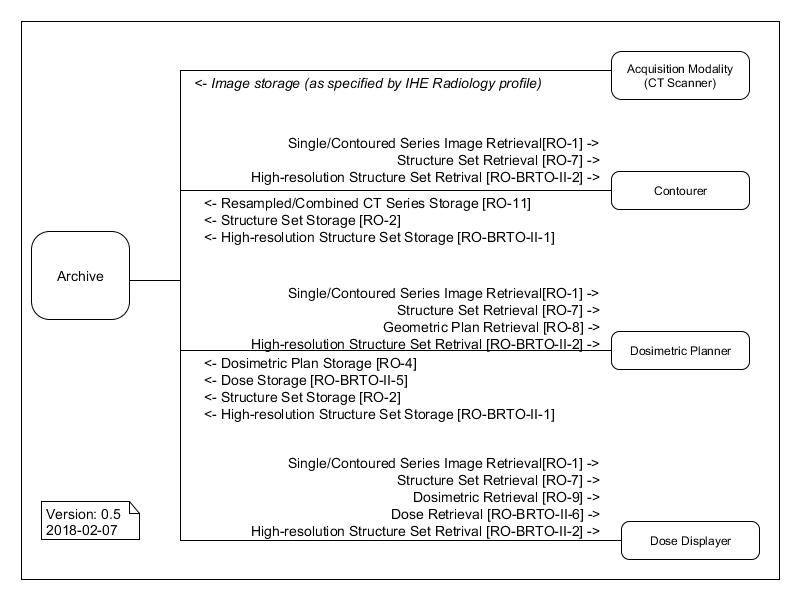 Acquisition Modality
(CT Scanner)
<- Image storage (as specified by IHE Radiology profile)
Single/Contoured Series Image Retrieval[RO-1] ->
Structure Set Retrieval [RO-7] ->
High-resolution Structure Set Retrival [RO-BRTO-II-2] ->
Contourer
<- Resampled/Combined CT Series Storage [RO-11]
<- Structure Set Storage [RO-2]
<- High-resolution Structure Set Storage [RO-BRTO-II-1]
Archive
Single/Contoured Series Image Retrieval[RO-1] ->
Structure Set Retrieval [RO-7] ->
Geometric Plan Retrieval [RO-8] ->
High-resolution Structure Set Retrival [RO-BRTO-II-2] ->
Dosimetric Planner
<- Dosimetric Plan Storage [RO-4]
<- Dose Storage [RO-BRTO-II-5]
<- Structure Set Storage [RO-2]
<- High-resolution Structure Set Storage [RO-BRTO-II-1]
Single/Contoured Series Image Retrieval[RO-1] ->
Structure Set Retrieval [RO-7] ->
Dosimetric Retrieval [RO-9] ->
Dose Retrieval [RO-BRTO-II-6] ->
High-resolution Structure Set Retrival [RO-BRTO-II-2] ->
Dose Displayer
Version: 0.5
2018-02-07